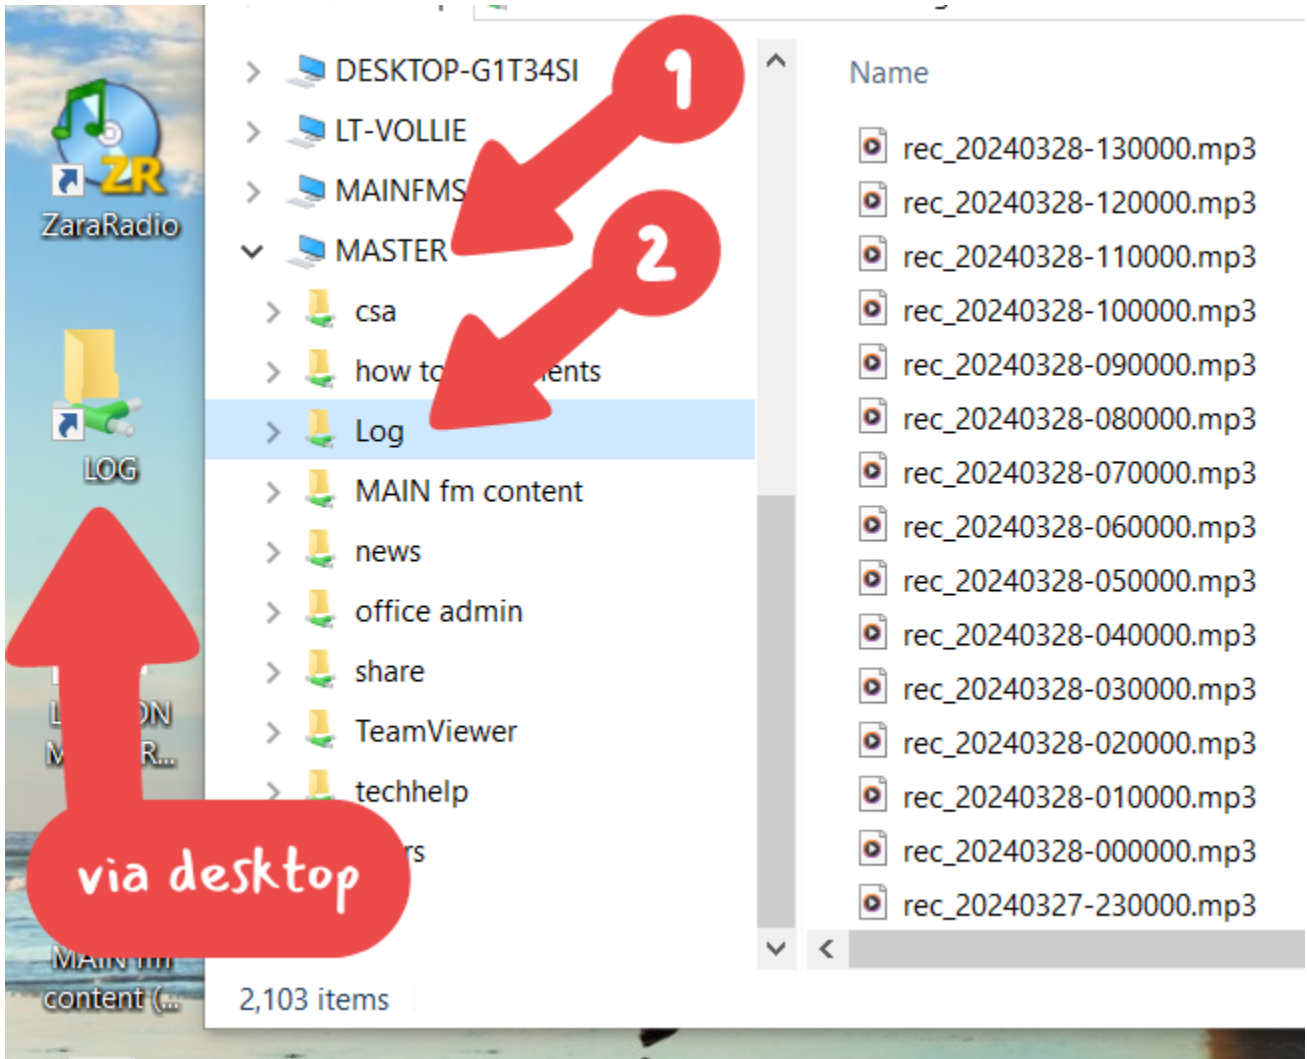 ZR
ZaraRadio
LOG
via desktop
content (...
DESKTOP-G1T34SI
LT-VOLLIE
MAINFMS
MASTER
csa
how to
ents
Log
MAIN fm content
news
office admin
share
TeamViewer
techhelp
rs
2,103 items
1
2
Name
rec_20240328-130000.mp3
rec_20240328-120000.mp3
rec_20240328-110000.mp3
rec_20240328-100000.mp3
rec_20240328-090000.mp3
rec_20240328-080000.mp3
rec_20240328-070000.mp3
rec_20240328-060000.mp3
rec_20240328-050000.mp3
rec_20240328-040000.mp3
rec_20240328-030000.mp3
rec_20240328-020000.mp3
rec_20240328-010000.mp3
rec_20240328-000000.mp3
rec_20240327-230000.mp3